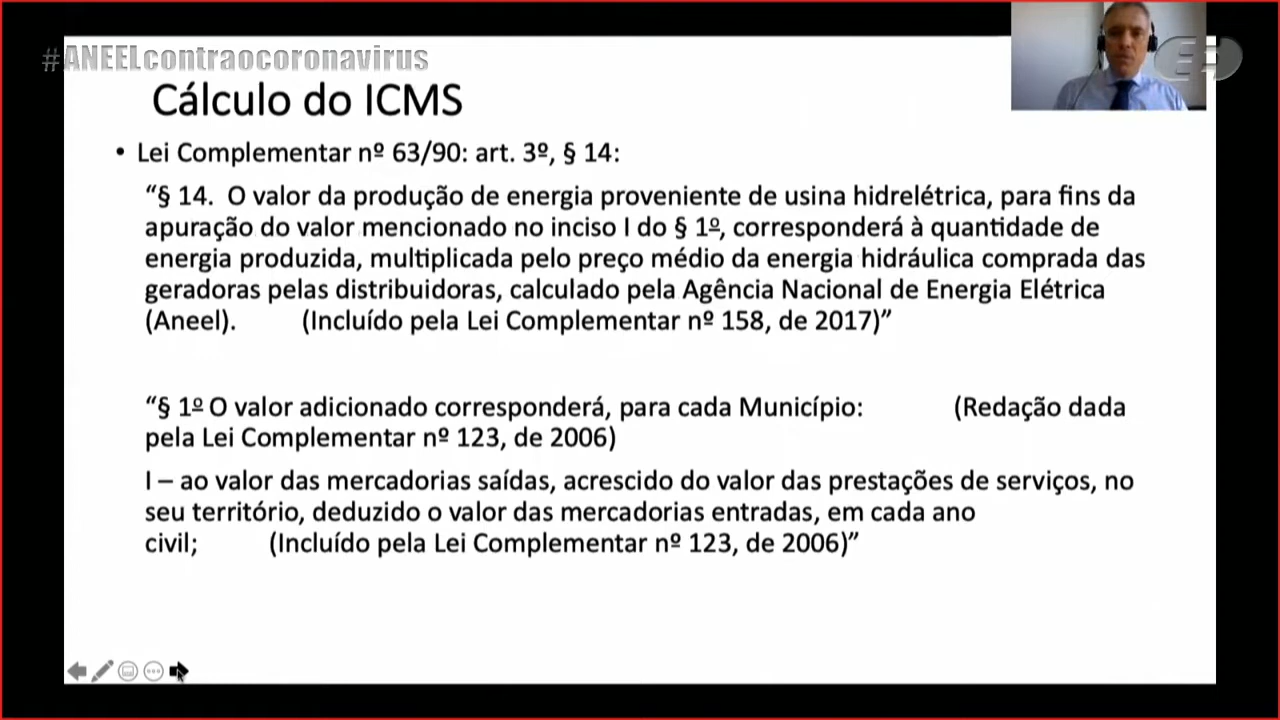 #ANEELcontraocoronavirus
Cálculo do ICMS
• Lei Complementar nº 63/90: art. 3º, § 14:
“§ 14. O valor da produção de energia proveniente de usina hidrelétrica, para fins da
apuração do valor mencionado no inciso I do § 1º, corresponderá à quantidade de
energia produzida, multiplicada pelo preço médio da energia hidráulica comprada das
geradoras pelas distribuidoras, calculado pela Agência Nacional de Energia Elétrica
(Aneel). (Incluído pela Lei Complementar nº 158, de 2017)”
“§ 1º O valor adicionado corresponderá, para cada Município: (Redação dada
pela Lei Complementar nº 123, de 2006)
I – ao valor das mercadorias saídas, acrescido do valor das prestações de serviços, no
seu território, deduzido o valor das mercadorias entradas, em cada ano
civil; (Incluído pela Lei Complementar nº 123, de 2006)”